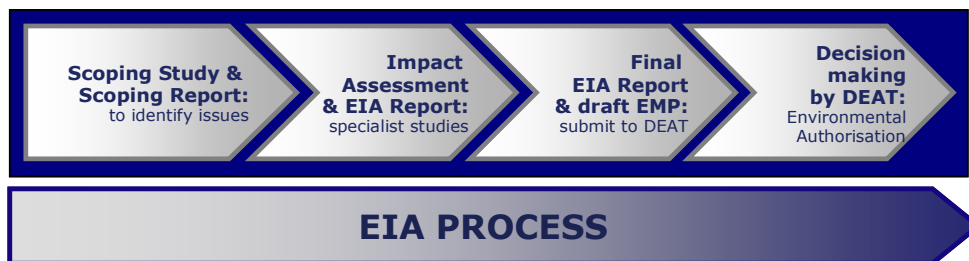 Scoping Study &
Scoping Report:
to identify issues
Impact
Assessment
& EIA Report:
specialist studies
Final
EIA Report
& draft EMP:
submit to DEAT
Decision
making
by DEAT:
Environmental
Authorisation
EIA PROCESS